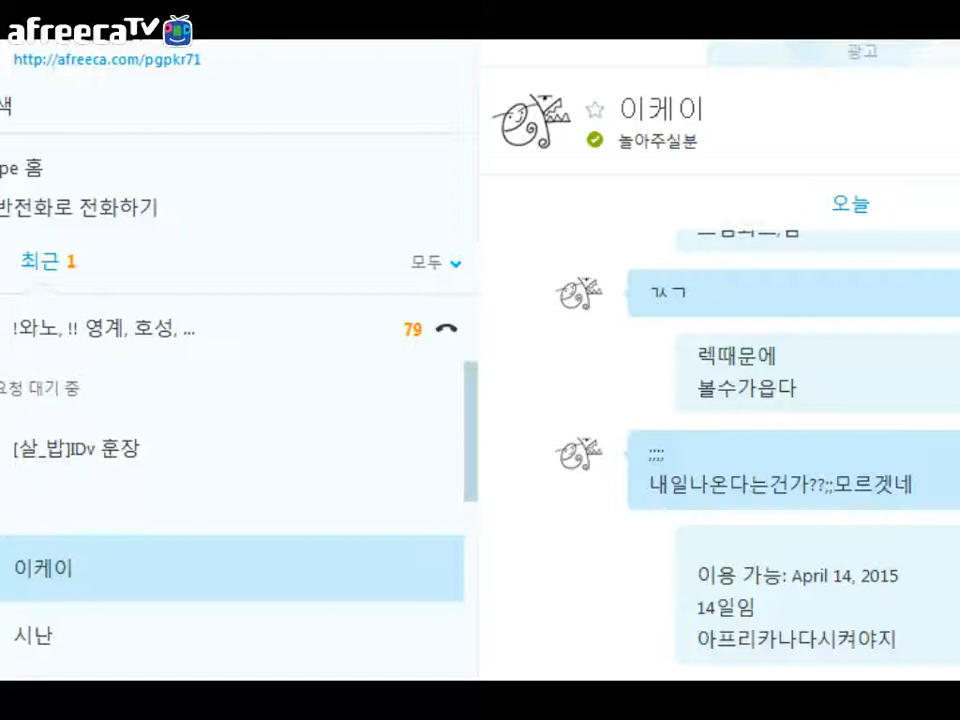 afreecaTV
http://afreeca.com/pgpkr71
색
pe 홈
반전화로 전화하기
최근 1
모두
!와노, !! 영계, 호성, ...
79
요청 대기 중
[살_밥]IDv 훈장
이케이
시난
광고
이케이
놀아주실분
오늘
ㄳㄱ
렉때문에
볼수가읍다
;;;;
내일나온다는건가??;;모르겟네
이용 가능: April 14, 2015
14일임
아프리카나다시켜야지